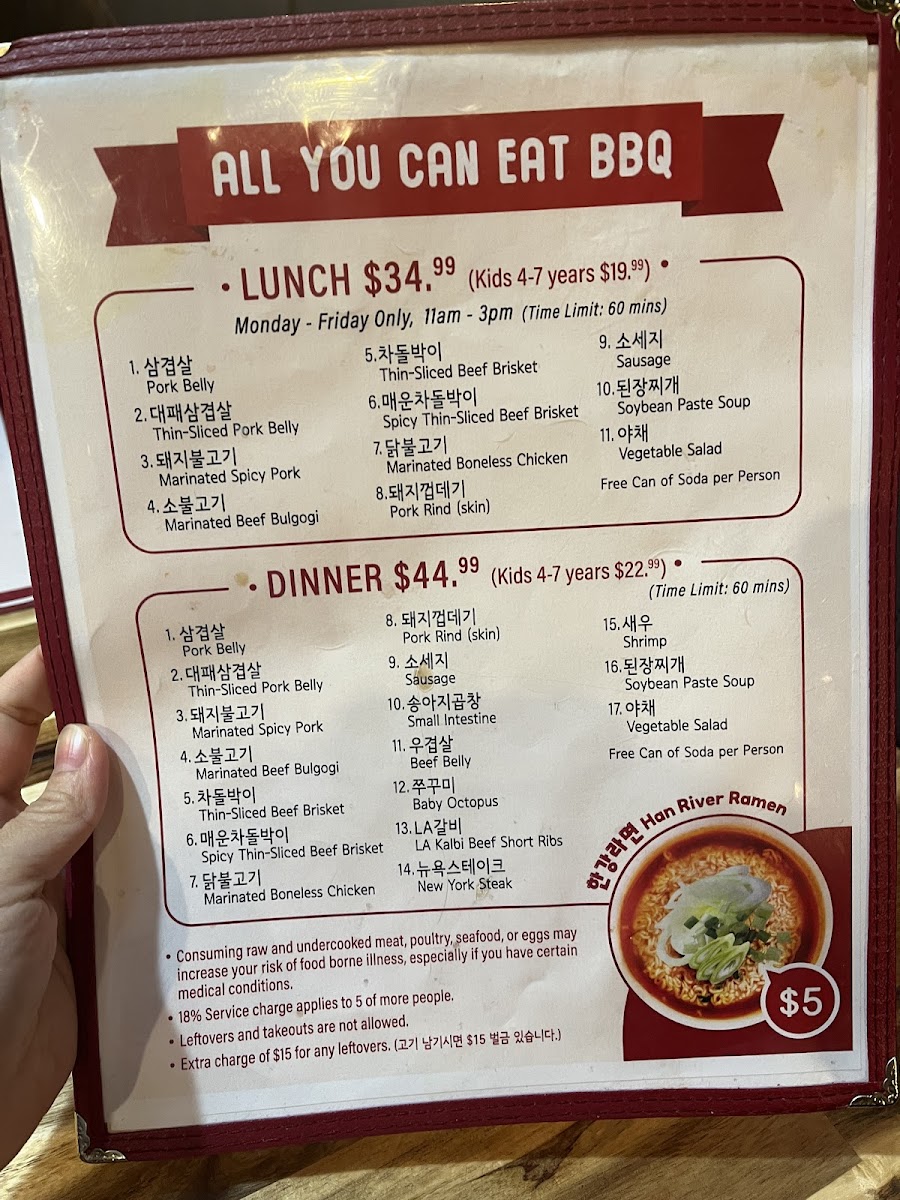 ALL YOU CAN EAT BBQ
• LUNCH $34.99 (Kids 4-7 years $19.99) •
Monday - Friday Only, 11am - 3pm (Time Limit: 60 mins)
1. 삼겹살
Pork Belly
2. 대패삼겹살
Thin-Sliced Pork Belly
3. 돼지불고기
Marinated Spicy Pork
4. 소불고기
Marinated Beef Bulgogi
5.차돌박이
Thin-Sliced Beef Brisket
6.매운차돌박이
Spicy Thin-Sliced Beef Brisket
7. 닭불고기
Marinated Boneless Chicken
8.돼지껍데기
Pork Rind (skin)
9. 소세지
Sausage
10.된장찌개
Soybean Paste Soup
11. 야채
Vegetable Salad
Free Can of Soda per Person
• DINNER $44.99 (Kids 4-7 years $22.99) •
(Time Limit: 60 mins)
1. 삼겹살
Pork Belly
2. 대패삼겹살
Thin-Sliced Pork Belly
3. 돼지불고기
Marinated Spicy Pork
4. 소불고기
Marinated Beef Bulgogi
5. 차돌박이
Thin-Sliced Beef Brisket
6. 매운차돌박이
Spicy Thin-Sliced Beef Brisket
7. 닭불고기
Marinated Boneless Chicken
8. 돼지껍데기
Pork Rind (skin)
9. 소세지
Sausage
10. 송아지곱창
Small Intestine
11. 우겹살
Beef Belly
12. 쭈꾸미
Baby Octopus
13.LA갈비
LA Kalbi Beef Short Ribs
14.뉴욕스테이크
New York Steak
15.새우
Shrimp
16.된장찌개
Soybean Paste Soup
17. 야채
Vegetable Salad
Free Can of Soda per Person
한강라면 Han River Ramen
$5
• Consuming raw and undercooked meat, poultry, seafood, or eggs may
increase your risk of food borne illness, especially if you have certain
medical conditions.
• 18% Service charge applies to 5 of more people.
• Leftovers and takeouts are not allowed.
• Extra charge of $15 for any leftovers. (고기 남기시면 $15 벌금 있습니다.)